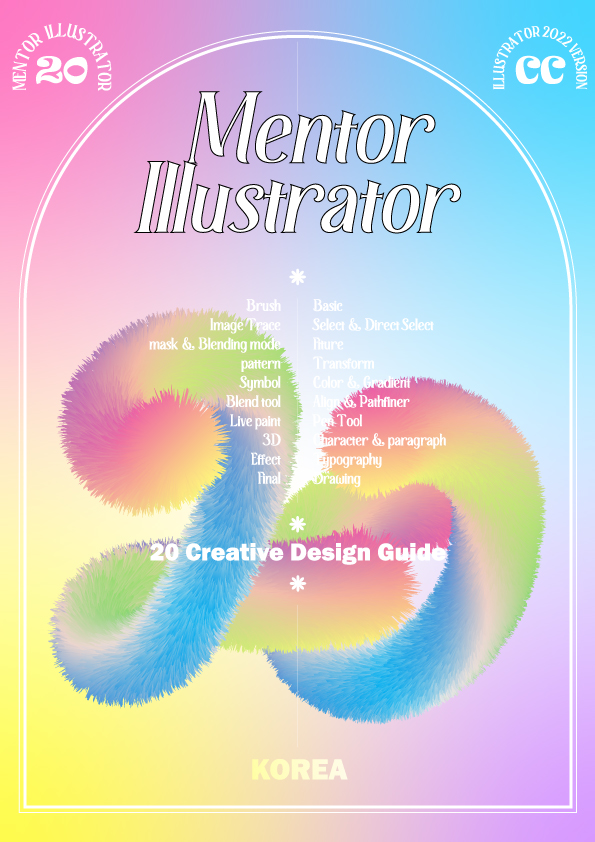 MENTOR ILLUSTRATOR
20
ILLUSTRATOR 2022 VERSION
CC
Mentor
Illustrator
Brush
Image Trace
mask & Blending mode
pattern
Symbol
Blend tool
Live paint
3D
Effect
final
Basic
Select & Direct Select
Transform
Color & Gradient
Align & Pathfiner
Pen Tool
Character & paragraph
Typography
Drawing
20 Creative Design Guide
KOREA